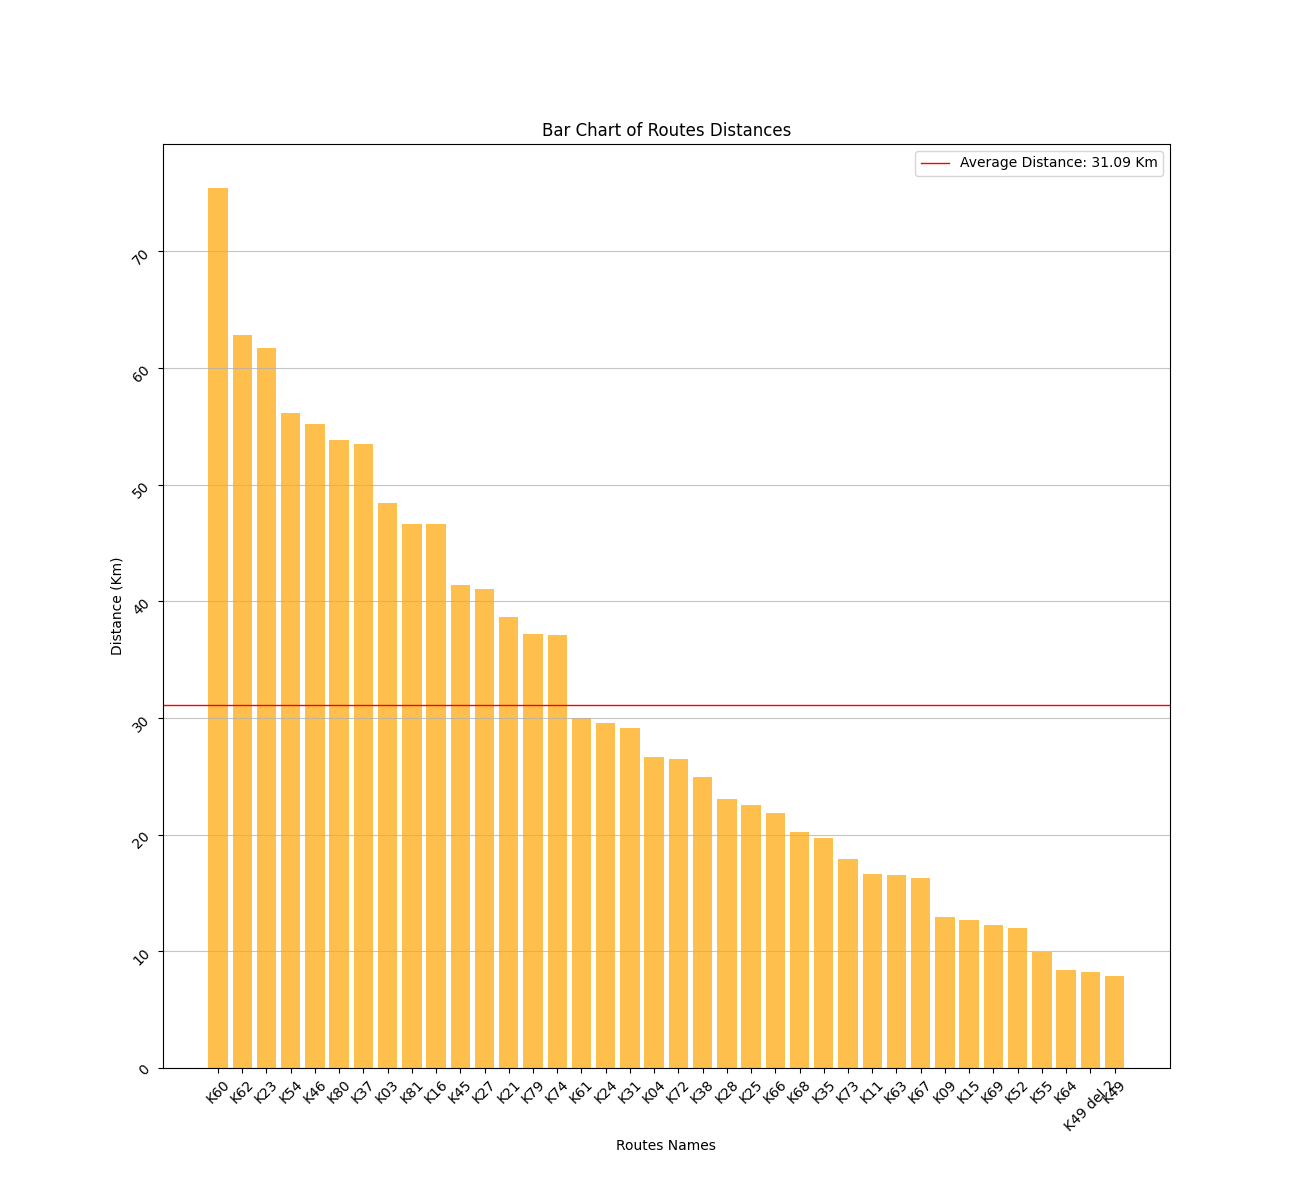 Bar Chart of Routes Distances
Average Distance: 31.09 Km
70
60
50
40
30
20
10
0
Distance (Km)
K60 K62 K23 K54 K46 K80 K37 K03 K81 K16 K45 K27 K21 K79 K74 K61 K24 K31 K04 K72 K38 K28 K25 K66 K68 K35 K73 K11 K63 K67 K09 K15 K69 K52 K55 K64 K49 del 2 K49
Routes Names